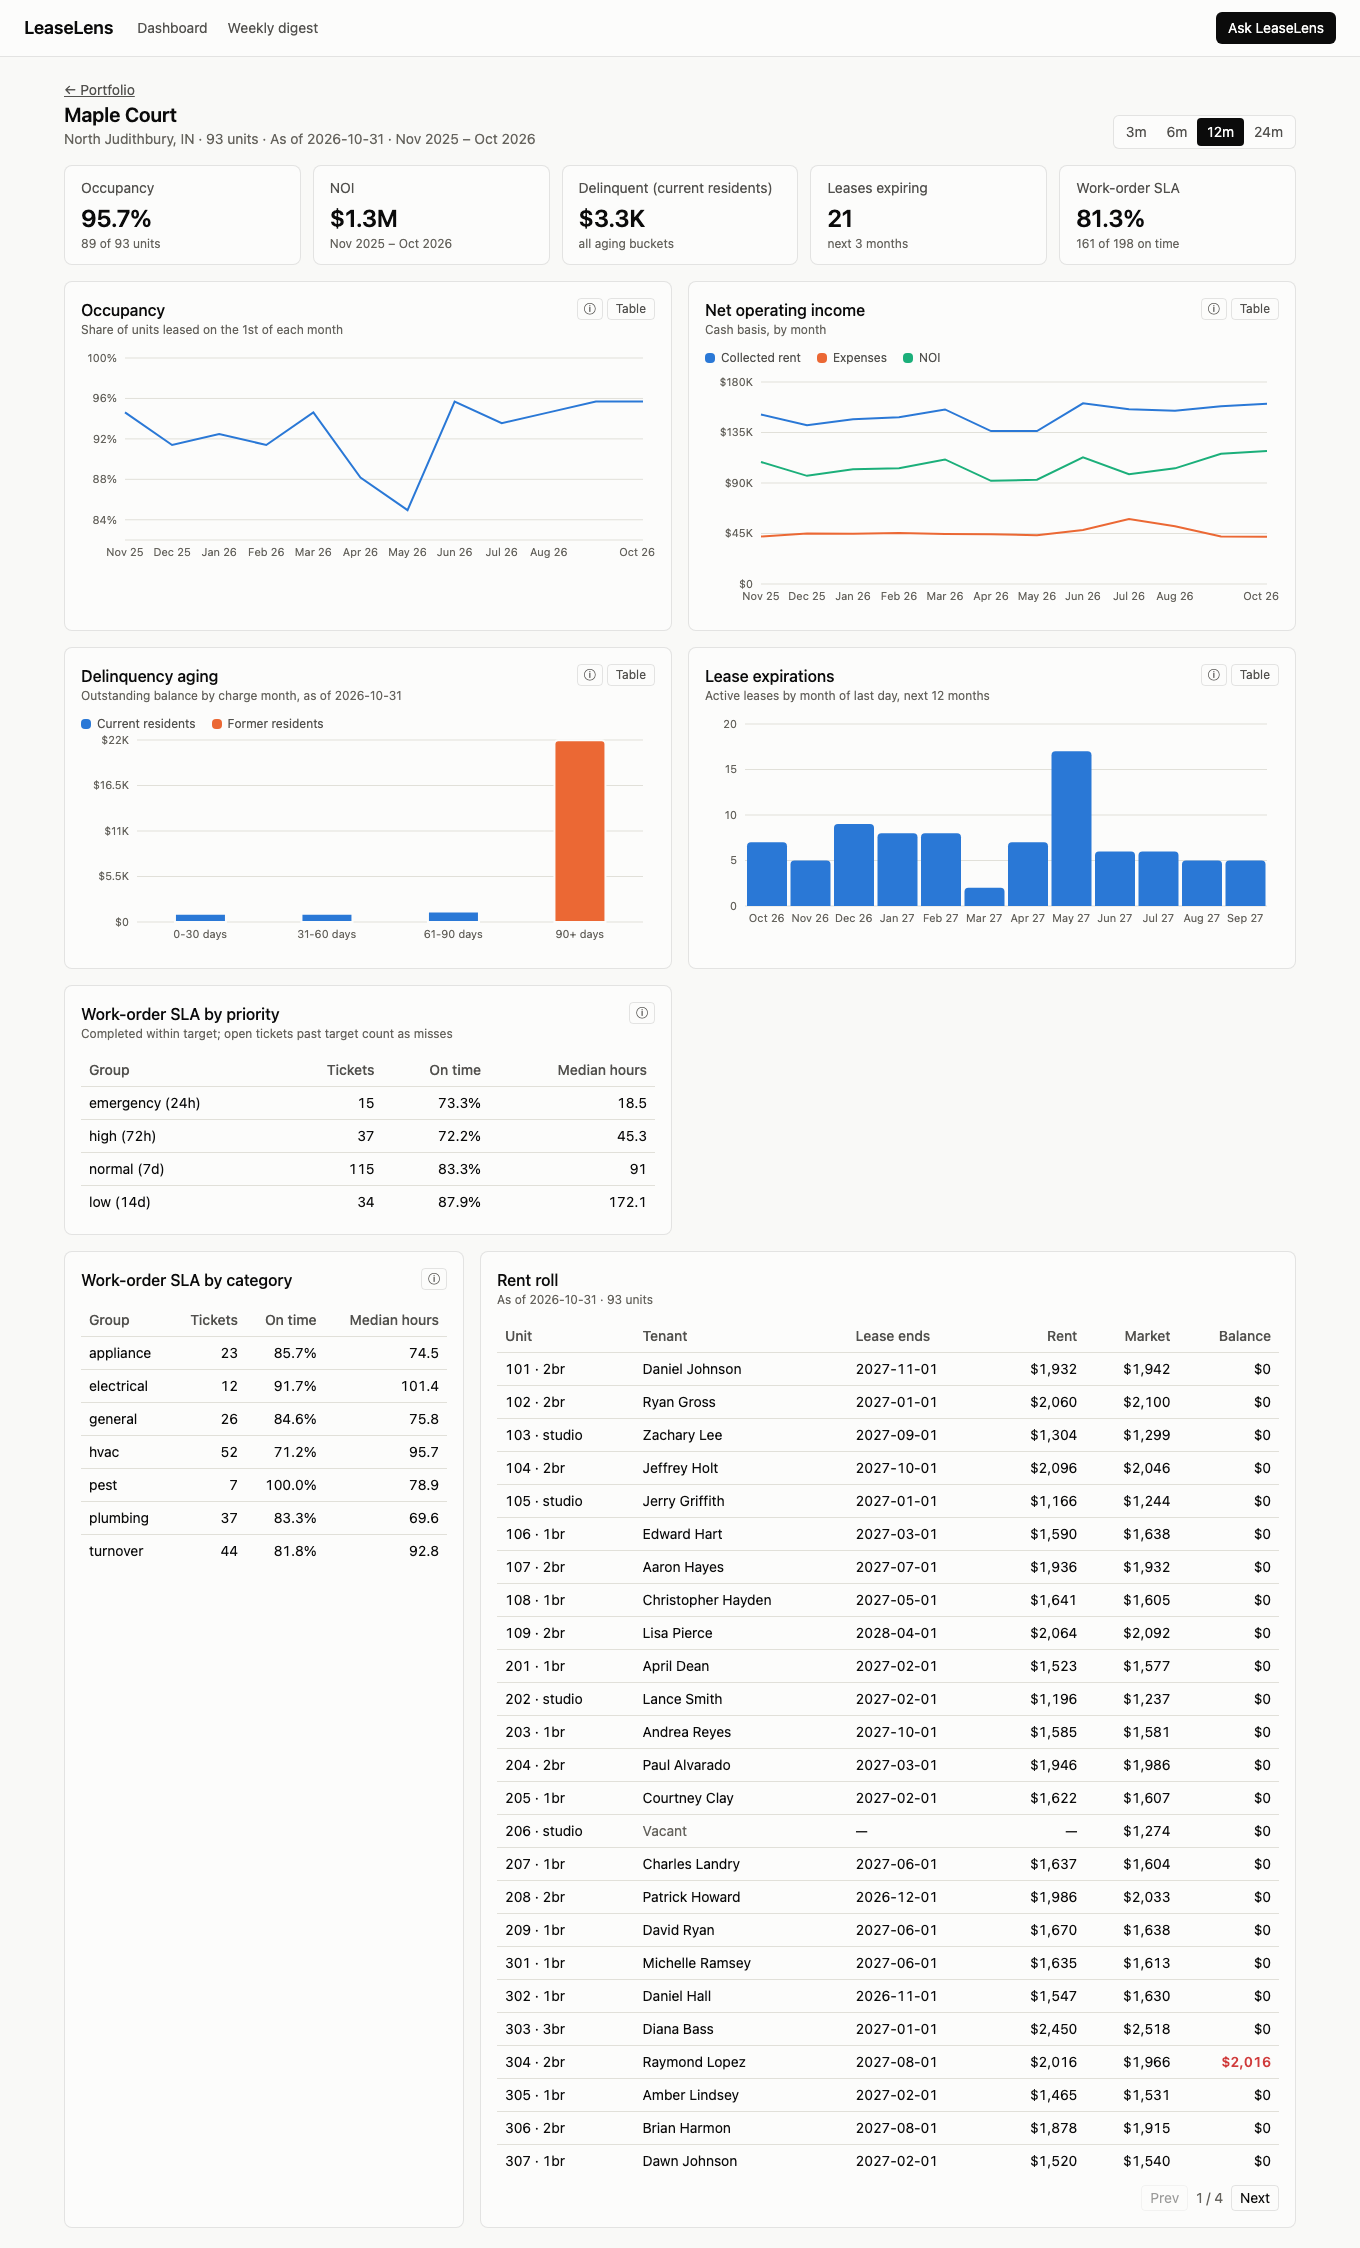 LeaseLens Dashboard Weekly digest Ask LeaseLens
← Portfolio
Maple Court
North Judithbury, IN · 93 units · As of 2026-10-31 · Nov 2025 – Oct 2026
3m 6m 12m 24m
Occupancy
95.7%
89 of 93 units
NOI
$1.3M
Nov 2025 – Oct 2026
Delinquent (current residents)
$3.3K
all aging buckets
Leases expiring
21
next 3 months
Work-order SLA
81.3%
161 of 198 on time
Occupancy ⓘ Table
Share of units leased on the 1st of each month
100%
96%
92%
88%
84%
Nov 25 Dec 25 Jan 26 Feb 26 Mar 26 Apr 26 May 26 Jun 26 Jul 26 Aug 26 Oct 26
Net operating income ⓘ Table
Cash basis, by month
Collected rent Expenses NOI
$180K
$135K
$90K
$45K
$0
Nov 25 Dec 25 Jan 26 Feb 26 Mar 26 Apr 26 May 26 Jun 26 Jul 26 Aug 26 Oct 26
Delinquency aging ⓘ Table
Outstanding balance by charge month, as of 2026-10-31
Current residents Former residents
$22K
$16.5K
$11K
$5.5K
$0
0-30 days 31-60 days 61-90 days 90+ days
Lease expirations ⓘ Table
Active leases by month of last day, next 12 months
20
15
10
5
0
Oct 26 Nov 26 Dec 26 Jan 27 Feb 27 Mar 27 Apr 27 May 27 Jun 27 Jul 27 Aug 27 Sep 27
Work-order SLA by priority ⓘ
Completed within target; open tickets past target count as misses
Group Tickets On time Median hours
emergency (24h) 15 73.3% 18.5
high (72h) 37 72.2% 45.3
normal (7d) 115 83.3% 91
low (14d) 34 87.9% 172.1
Work-order SLA by category ⓘ
Group Tickets On time Median hours
appliance 23 85.7% 74.5
electrical 12 91.7% 101.4
general 26 84.6% 75.8
hvac 52 71.2% 95.7
pest 7 100.0% 78.9
plumbing 37 83.3% 69.6
turnover 44 81.8% 92.8
Rent roll
As of 2026-10-31 · 93 units
Unit Tenant Lease ends Rent Market Balance
101 · 2br Daniel Johnson 2027-11-01 $1,932 $1,942 $0
102 · 2br Ryan Gross 2027-01-01 $2,060 $2,100 $0
103 · studio Zachary Lee 2027-09-01 $1,304 $1,299 $0
104 · 2br Jeffrey Holt 2027-10-01 $2,096 $2,046 $0
105 · studio Jerry Griffith 2027-01-01 $1,166 $1,244 $0
106 · 1br Edward Hart 2027-03-01 $1,590 $1,638 $0
107 · 2br Aaron Hayes 2027-07-01 $1,936 $1,932 $0
108 · 1br Christopher Hayden 2027-05-01 $1,641 $1,605 $0
109 · 2br Lisa Pierce 2028-04-01 $2,064 $2,092 $0
201 · 1br April Dean 2027-02-01 $1,523 $1,577 $0
202 · studio Lance Smith 2027-02-01 $1,196 $1,237 $0
203 · 1br Andrea Reyes 2027-10-01 $1,585 $1,581 $0
204 · 2br Paul Alvarado 2027-03-01 $1,946 $1,986 $0
205 · 1br Courtney Clay 2027-02-01 $1,622 $1,607 $0
206 · studio Vacant — — $1,274 $0
207 · 1br Charles Landry 2027-06-01 $1,637 $1,604 $0
208 · 2br Patrick Howard 2026-12-01 $1,986 $2,033 $0
209 · 1br David Ryan 2027-06-01 $1,670 $1,638 $0
301 · 1br Michelle Ramsey 2027-06-01 $1,635 $1,613 $0
302 · 1br Daniel Hall 2026-11-01 $1,547 $1,630 $0
303 · 3br Diana Bass 2027-01-01 $2,450 $2,518 $0
304 · 2br Raymond Lopez 2027-08-01 $2,016 $1,966 $2,016
305 · 1br Amber Lindsey 2027-02-01 $1,465 $1,531 $0
306 · 2br Brian Harmon 2027-08-01 $1,878 $1,915 $0
307 · 1br Dawn Johnson 2027-02-01 $1,520 $1,540 $0
Prev 1 / 4 Next